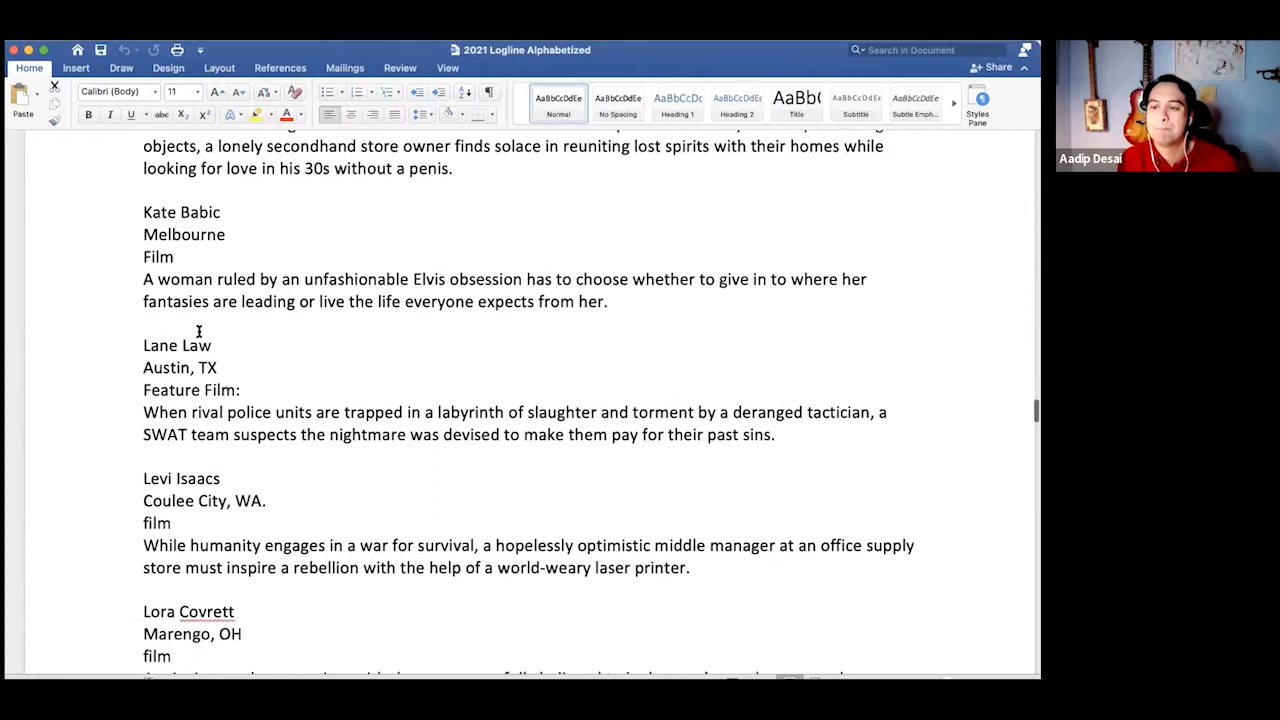 2021 Logline Alphabetized
Search in Document
Home Insert Draw Design Layout References Mailings Review View
Share
Paste
Calibri (Body) 11
AaBbCcDdEe AaBbCcDdEe AaBbCcDc AaBbCcDdEe AaBb( AaBbCcDdEe AaBbCcDdEe
Normal No Spacing Heading 1 Heading 2 Title Subtitle Subtle Emph...
Styles
Pane
objects, a lonely secondhand store owner finds solace in reuniting lost spirits with their homes while
looking for love in his 30s without a penis.
Kate Babic
Melbourne
Film
A woman ruled by an unfashionable Elvis obsession has to choose whether to give in to where her
fantasies are leading or live the life everyone expects from her.
Lane Law
Austin, TX
Feature Film:
When rival police units are trapped in a labyrinth of slaughter and torment by a deranged tactician, a
SWAT team suspects the nightmare was devised to make them pay for their past sins.
Levi Isaacs
Coulee City, WA.
film
While humanity engages in a war for survival, a hopelessly optimistic middle manager at an office supply
store must inspire a rebellion with the help of a world-weary laser printer.
Lora Covrett
Marengo, OH
film
Aadip Desai